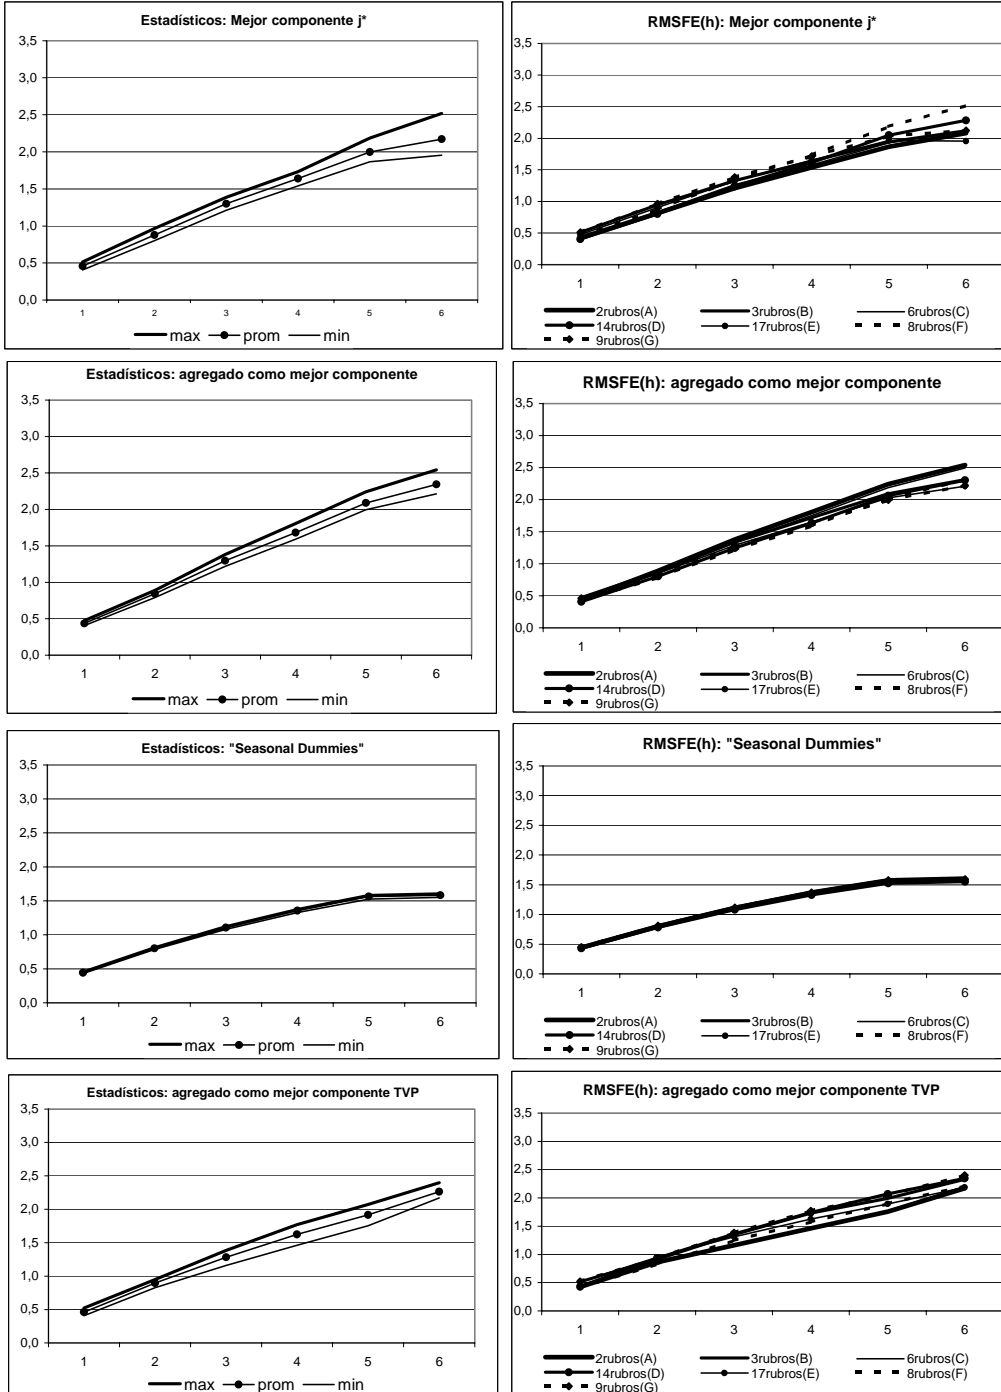 Estadísticos: Mejor componente j*
3,5
3,0
2,5
2,0
1,5
1,0
0,5
0,0
1 2 3 4 5 6
max prom min
RMSFE(h): Mejor componente j*
3,5
3,0
2,5
2,0
1,5
1,0
0,5
0,0
1 2 3 4 5 6
2rubros(A) 3rubros(B) 6rubros(C)
14rubros(D) 17rubros(E) 8rubros(F)
9rubros(G)
Estadísticos: agregado como mejor componente
3,5
3,0
2,5
2,0
1,5
1,0
0,5
0,0
1 2 3 4 5 6
max prom min
RMSFE(h): agregado como mejor componente
3,5
3,0
2,5
2,0
1,5
1,0
0,5
0,0
1 2 3 4 5 6
2rubros(A) 3rubros(B) 6rubros(C)
14rubros(D) 17rubros(E) 8rubros(F)
9rubros(G)
Estadísticos: "Seasonal Dummies"
3,5
3,0
2,5
2,0
1,5
1,0
0,5
0,0
1 2 3 4 5 6
max prom min
RMSFE(h): "Seasonal Dummies"
3,5
3,0
2,5
2,0
1,5
1,0
0,5
0,0
1 2 3 4 5 6
2rubros(A) 3rubros(B) 6rubros(C)
14rubros(D) 17rubros(E) 8rubros(F)
9rubros(G)
Estadísticos: agregado como mejor componente TVP
3,5
3,0
2,5
2,0
1,5
1,0
0,5
0,0
1 2 3 4 5 6
max prom min
RMSFE(h): agregado como mejor componente TVP
3,5
3,0
2,5
2,0
1,5
1,0
0,5
0,0
1 2 3 4 5 6
2rubros(A) 3rubros(B) 6rubros(C)
14rubros(D) 17rubros(E) 8rubros(F)
9rubros(G)